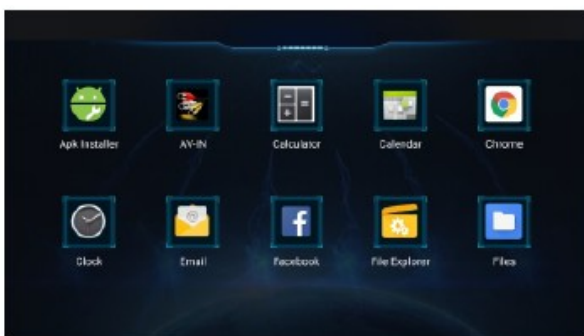 Apk Installer
AV-IN
Calculator
Calendar
Chrome
Clock
Email
Facebook
File Explorer
Files